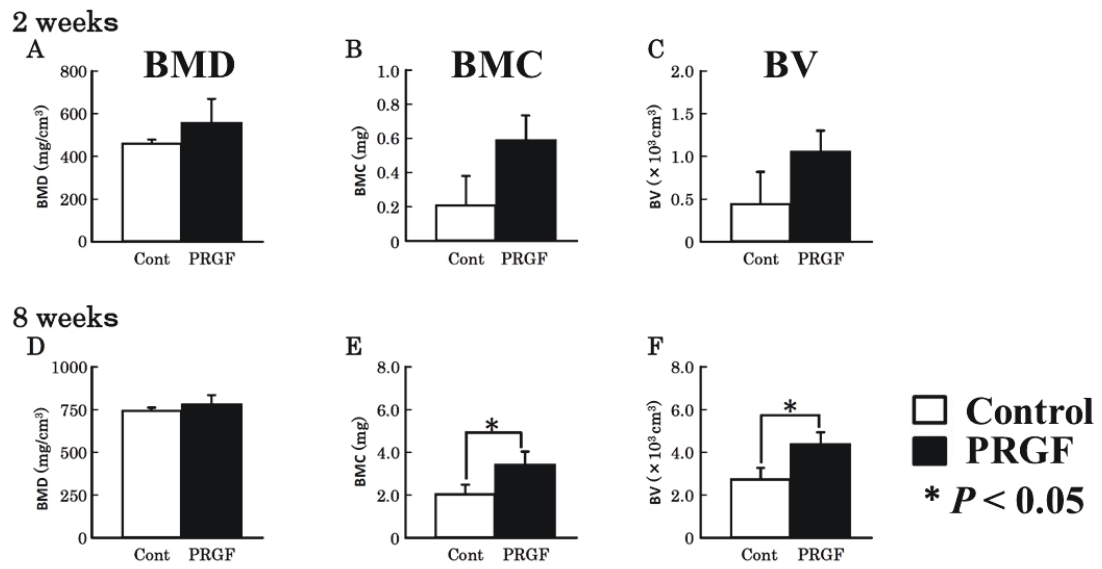 2 weeks
A
BMD
800
600
400
200
0
BMD (mg/cm³)
Cont PRGF
B
BMC
1.0
0.8
0.6
0.4
0.2
0
BMC (mg)
Cont PRGF
C
BV
2.0
1.5
1.0
0.5
0
BV (×10³ cm³)
Cont PRGF
8 weeks
D
1000
750
500
250
0
BMD (mg/cm³)
Cont PRGF
E
8.0
6.0
4.0
2.0
0
BMC (mg)
*
Cont PRGF
F
8.0
6.0
4.0
2.0
0
BV (×10³ cm³)
*
Cont PRGF
Control
PRGF
* P < 0.05